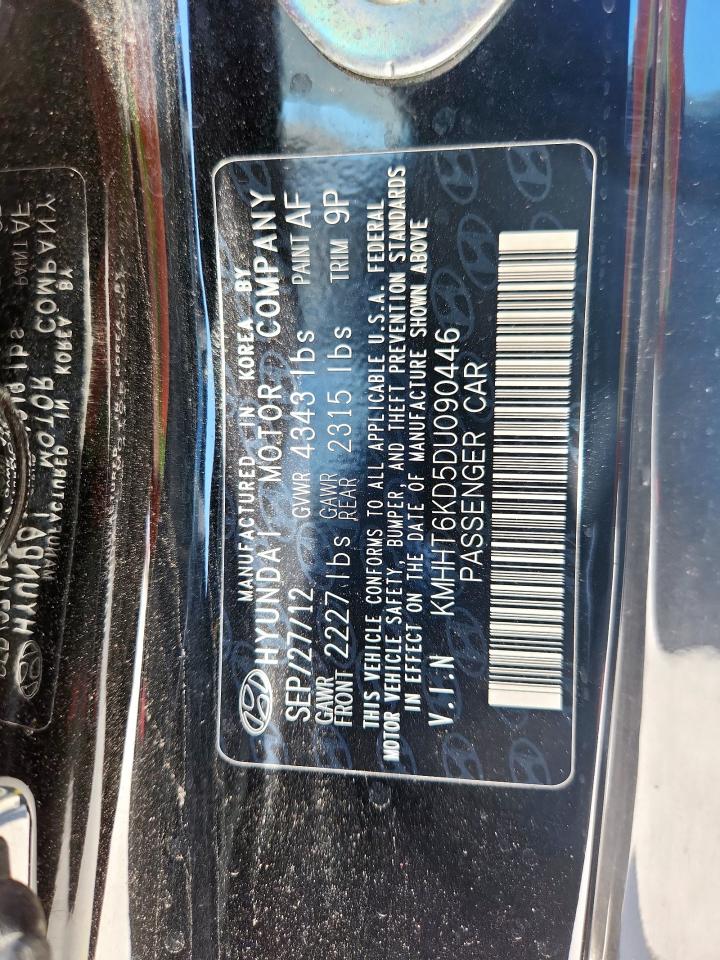 MANUFACTURED IN KOREA BY
HYUNDAI MOTOR COMPANY
SEP/27/12 GVWR 4343 lbs PAINT AF
GAWR FRONT 2227 lbs GAWR REAR 2315 lbs TRIM 9P
THIS VEHICLE CONFORMS TO ALL APPLICABLE U.S.A. FEDERAL
MOTOR VEHICLE SAFETY, BUMPER, AND THEFT PREVENTION STANDARDS
IN EFFECT ON THE DATE OF MANUFACTURE SHOWN ABOVE
V.I.N KMHHT6KD5DU090446
PASSENGER CAR